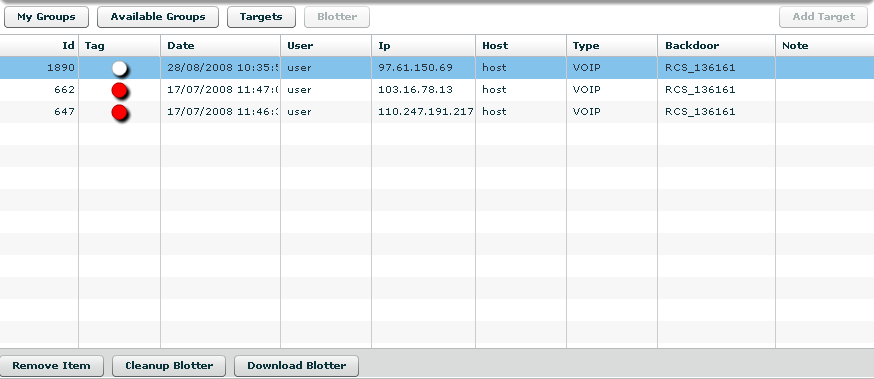 My Groups Available Groups Targets Blotter Add Target
Id Tag Date User Ip Host Type Backdoor Note
1890 28/08/2008 10:35: user 97.61.150.69 host VOIP RCS_136161
662 17/07/2008 11:47: user 103.16.78.13 host VOIP RCS_136161
647 17/07/2008 11:46: user 110.247.191.217 host VOIP RCS_136161
Remove Item Cleanup Blotter Download Blotter